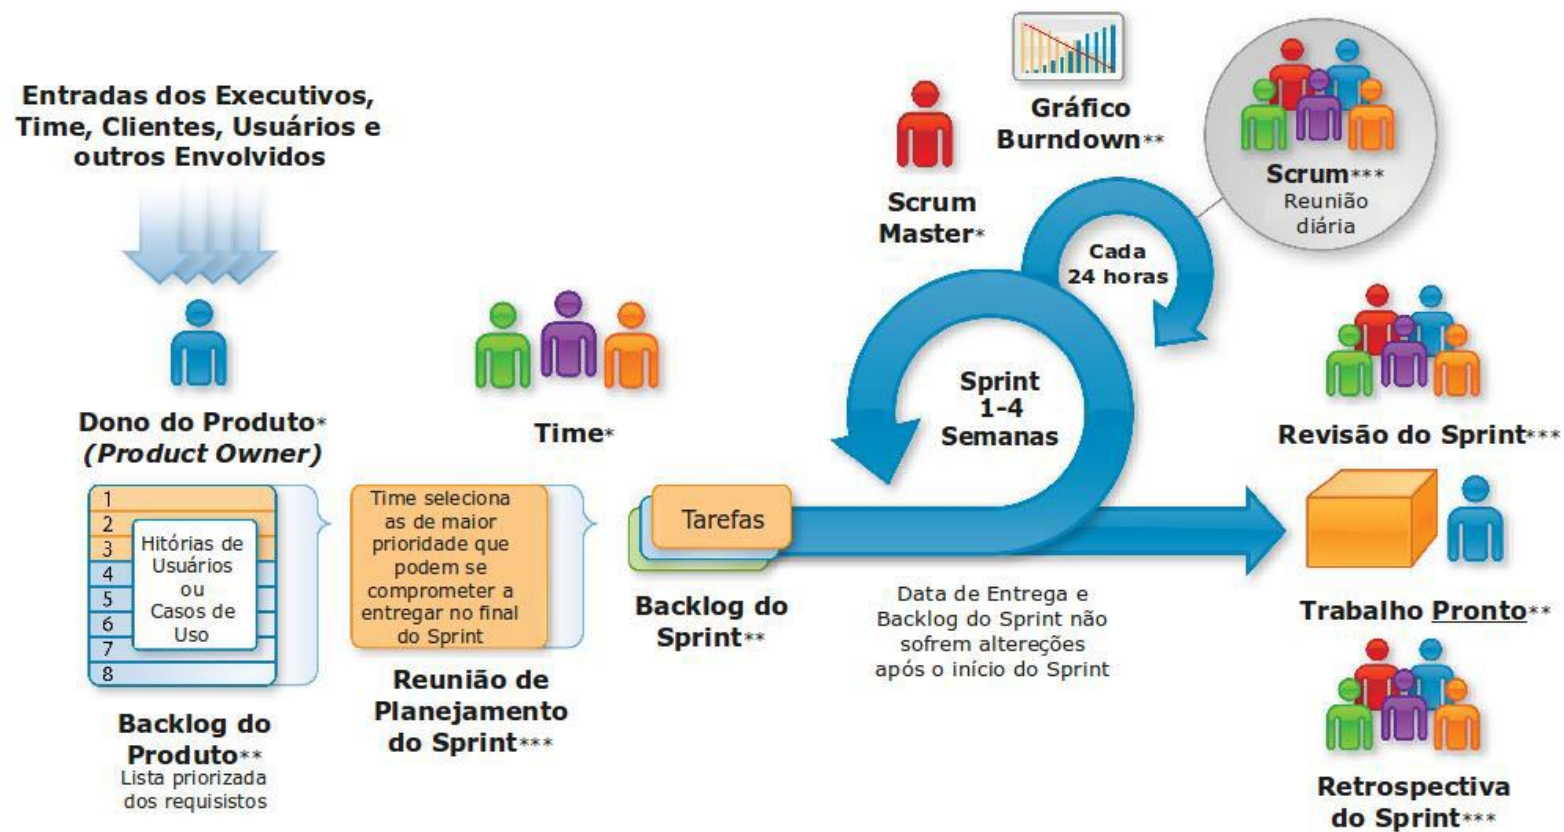 Entradas dos Executivos,
Time, Clientes, Usuários e
outros Envolvidos
Dono do Produto*
(Product Owner)
1
2
3
4
5
6
7
8
Hitórias de
Usuários
ou
Casos de
Uso
Backlog do
Produto**
Lista priorizada
dos requisistos
Time*
Time seleciona
as de maior
prioridade que
podem se
comprometer a
entregar no final
do Sprint
Reunião de
Planejamento
do Sprint***
Tarefas
Backlog do
Sprint**
Scrum
Master*
Gráfico
Burndown**
Cada
24 horas
Scrum***
Reunião
diária
Sprint
1-4
Semanas
Data de Entrega e
Backlog do Sprint não
sofrem altereções
após o início do Sprint
Revisão do Sprint***
Trabalho Pronto**
Retrospectiva
do Sprint***